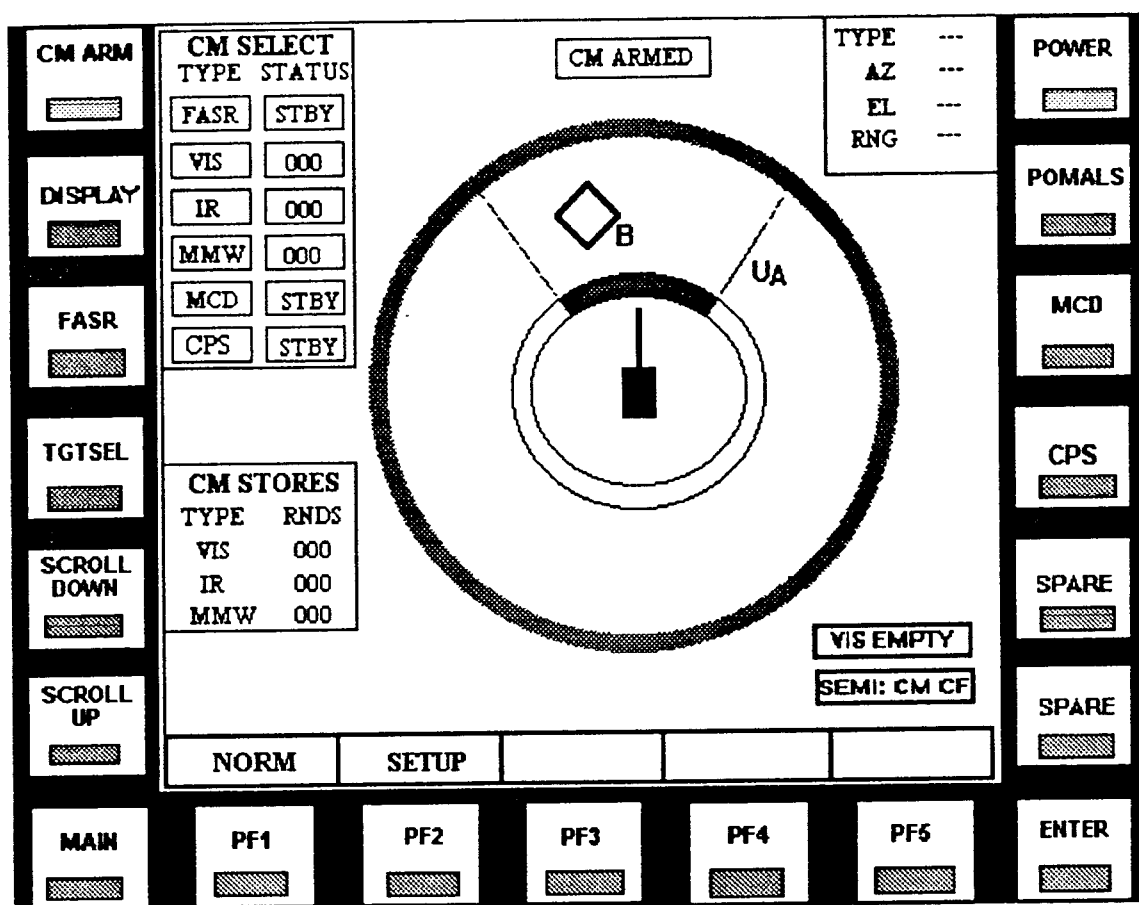 CM ARM
DISPLAY
FASR
TGTSEL
SCROLL
DOWN
SCROLL
UP
MAIN
CM SELECT
TYPE STATUS
FASR STBY
VIS 000
IR 000
MMW 000
MCD STBY
CPS STBY
CM STORES
TYPE RNDS
VIS 000
IR 000
MMW 000
CM ARMED
B
UA
TYPE ---
AZ ---
EL ---
RNG ---
VIS EMPTY
SEMI: CM CF
NORM SETUP
PF1
PF2
PF3
PF4
PF5
POWER
POMALS
MCD
CPS
SPARE
SPARE
ENTER